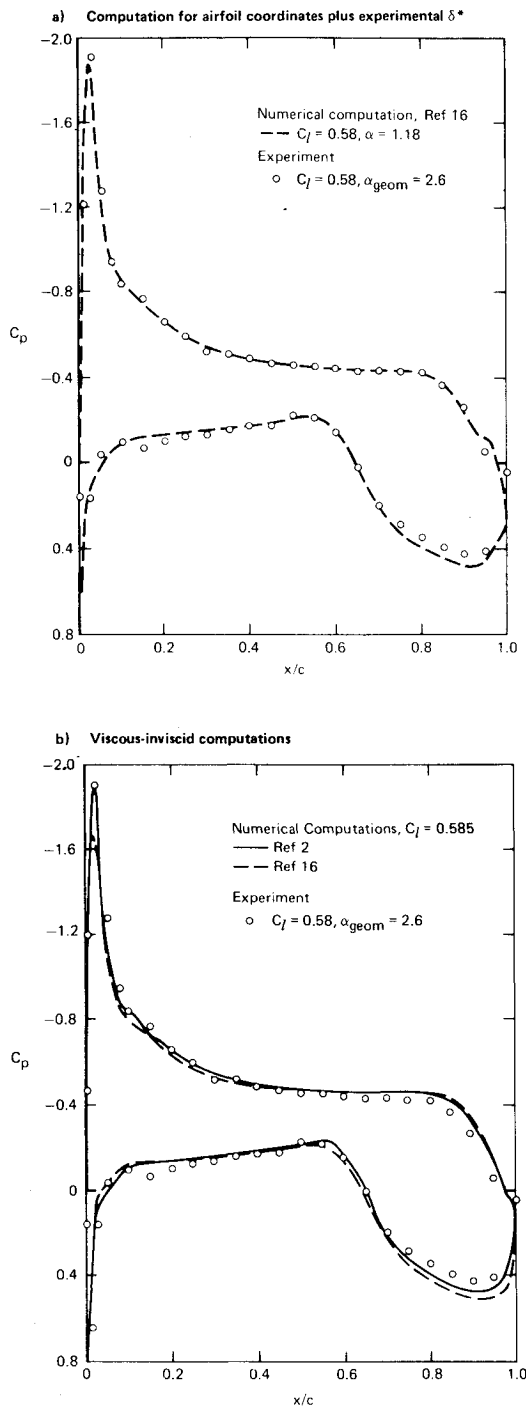 a) Computation for airfoil coordinates plus experimental δ*
-2.0
Numerical computation, Ref 16
C_l = 0.58, α = 1.18
Experiment
C_l = 0.58, α_geom = 2.6
-1.6
-1.2
-0.8
C_p
-0.4
0
0.4
0.8
0 0.2 0.4 0.6 0.8 1.0
x/c
b) Viscous-inviscid computations
-2.0
Numerical Computations, C_l = 0.585
Ref 2
Ref 16
Experiment
C_l = 0.58, α_geom = 2.6
-1.6
-1.2
-0.8
C_p
-0.4
0
0.4
0.8
0 0.2 0.4 0.6 0.8 1.0
x/c